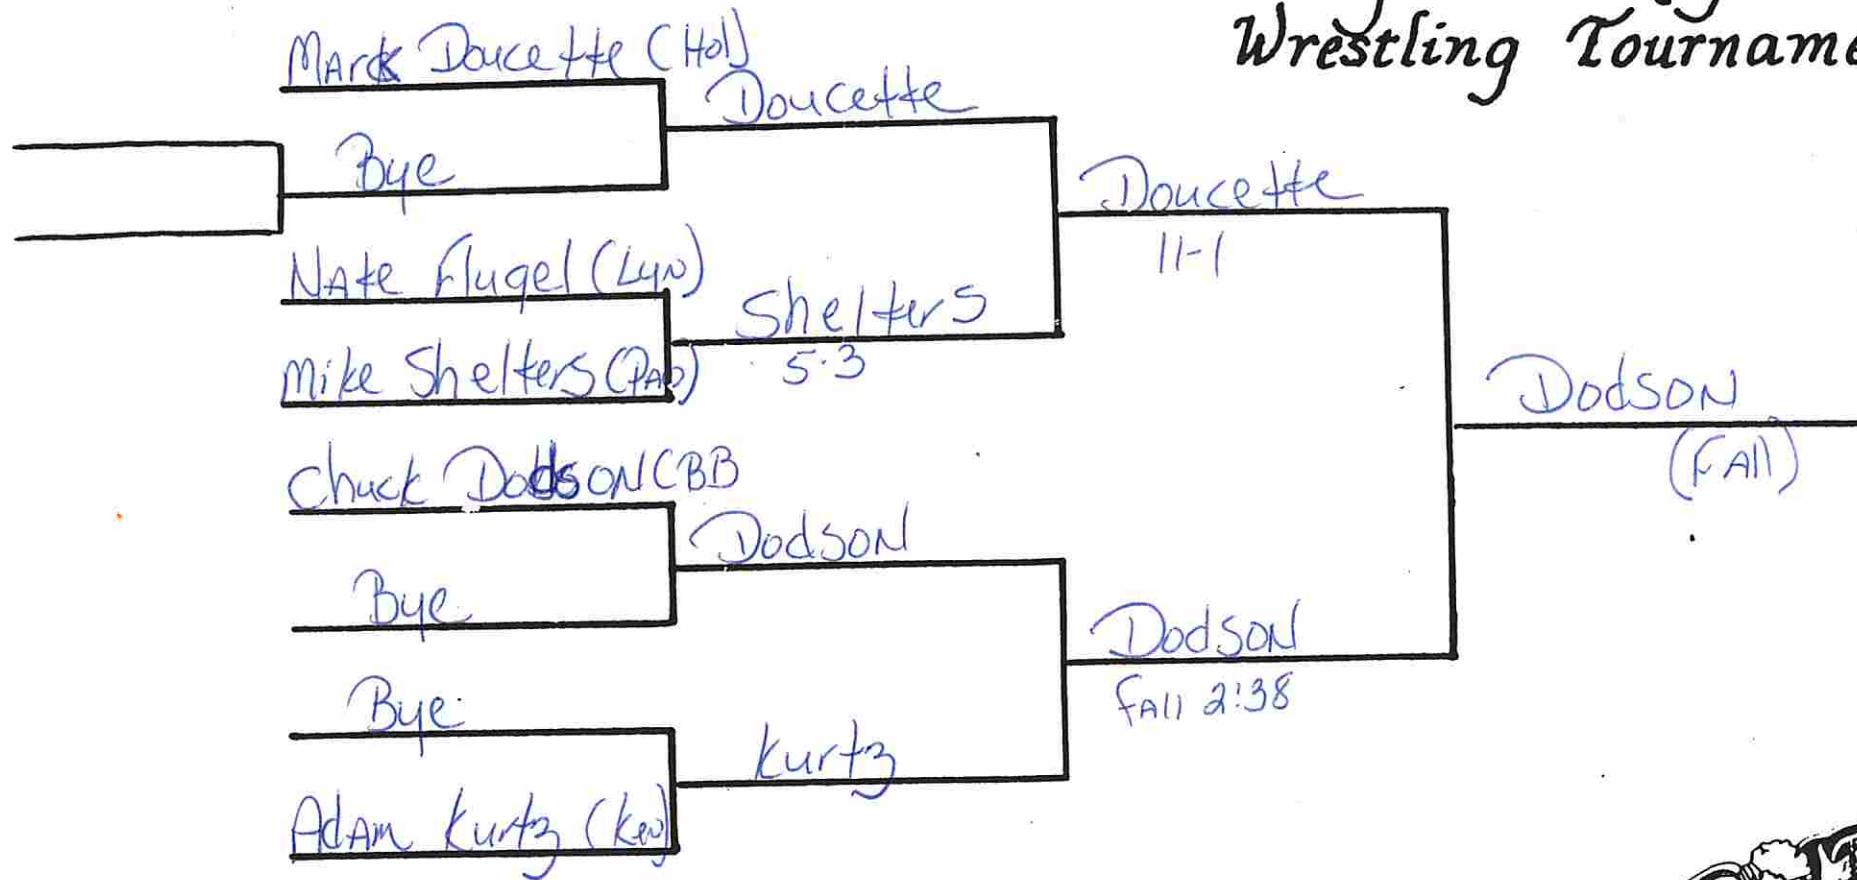 Wrestling Tourname
Mark Doucette (Hol)
Doucette
Bye
Doucette
11-1
Nate Flugel (Lyn)
Shelters
5-3
Mike Shelters (Pad)
Dodson
(Fall)
Chuck Dodson (BB
Dodson
Bye
Dodson
Fall 2:38
Bye
Kurtz
Adam Kurtz (Ken)